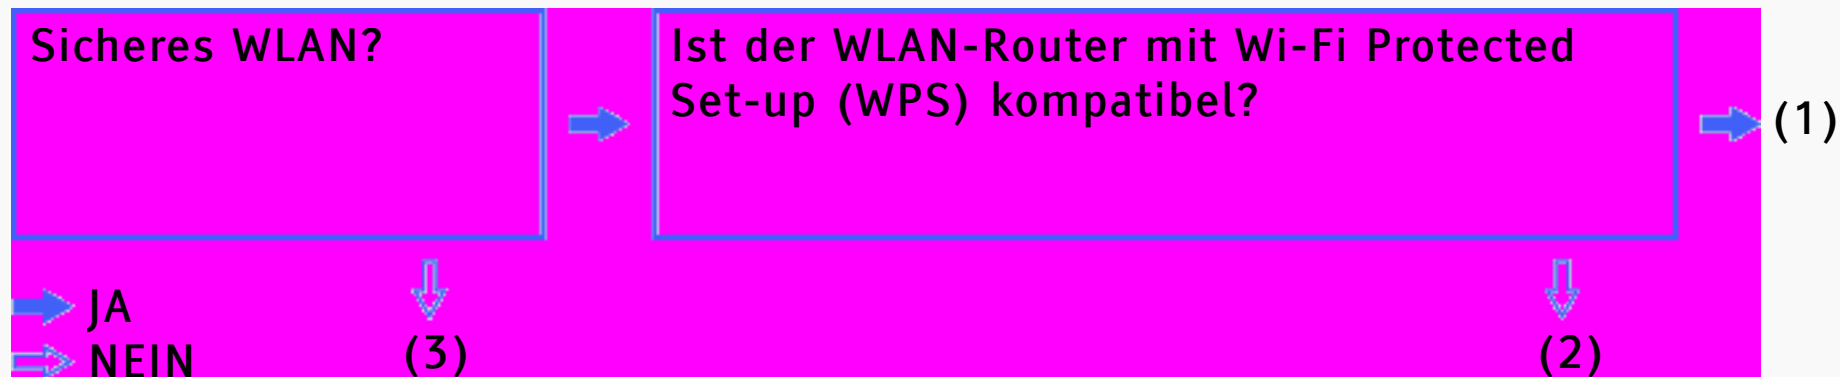 Sicheres WLAN?
Ist der WLAN-Router mit Wi-Fi Protected
Set-up (WPS) kompatibel?
(1)
JA
NEIN
(3)
(2)